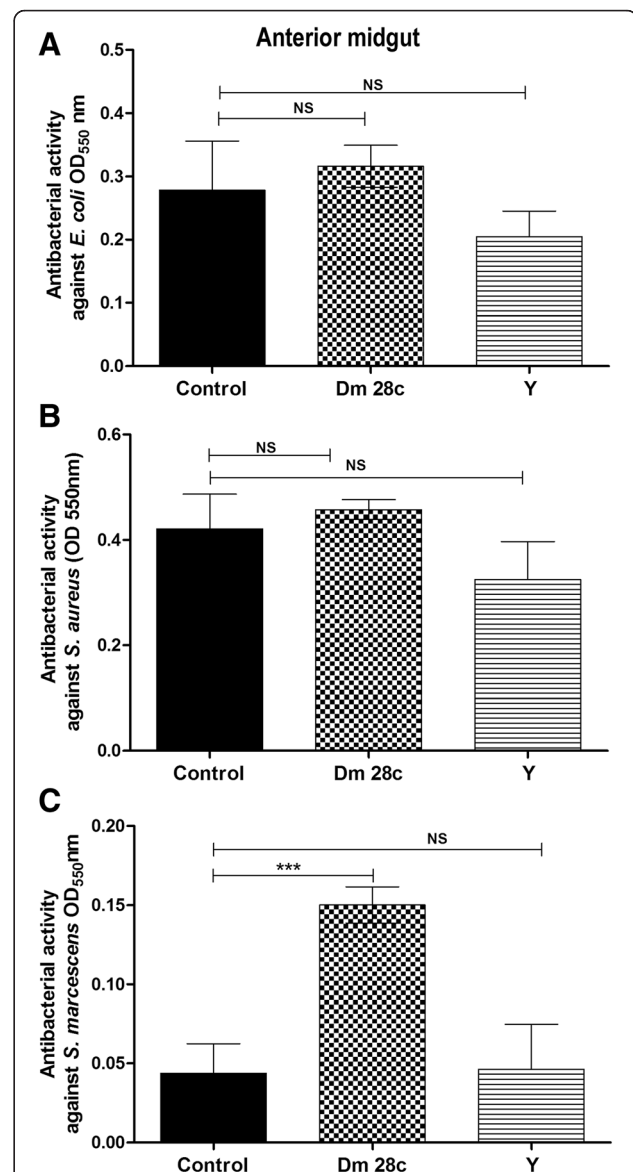 Anterior midgut
A
Antibacterial activity
against E. coli OD550 nm
0.5
0.4
0.3
0.2
0.1
0.0
NS
NS
Control Dm 28c Y
B
Antibacterial activity
against S. aureus (OD 550nm)
0.6
0.4
0.2
0.0
NS
NS
Control Dm 28c Y
C
Antibacterial activity
against S. marcescens OD550nm
0.20
0.15
0.10
0.05
0.00
NS
***
Control Dm 28c Y